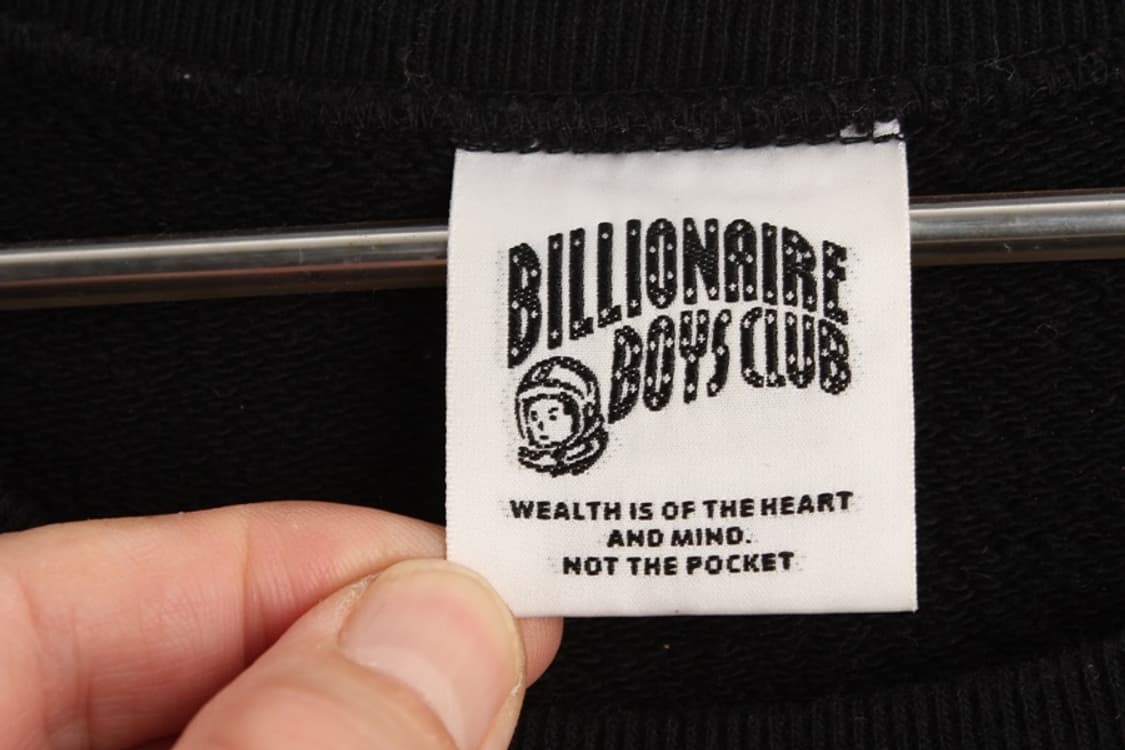 BILLIONAIRE
BOYS CLUB
WEALTH IS OF THE HEART
AND MIND.
NOT THE POCKET